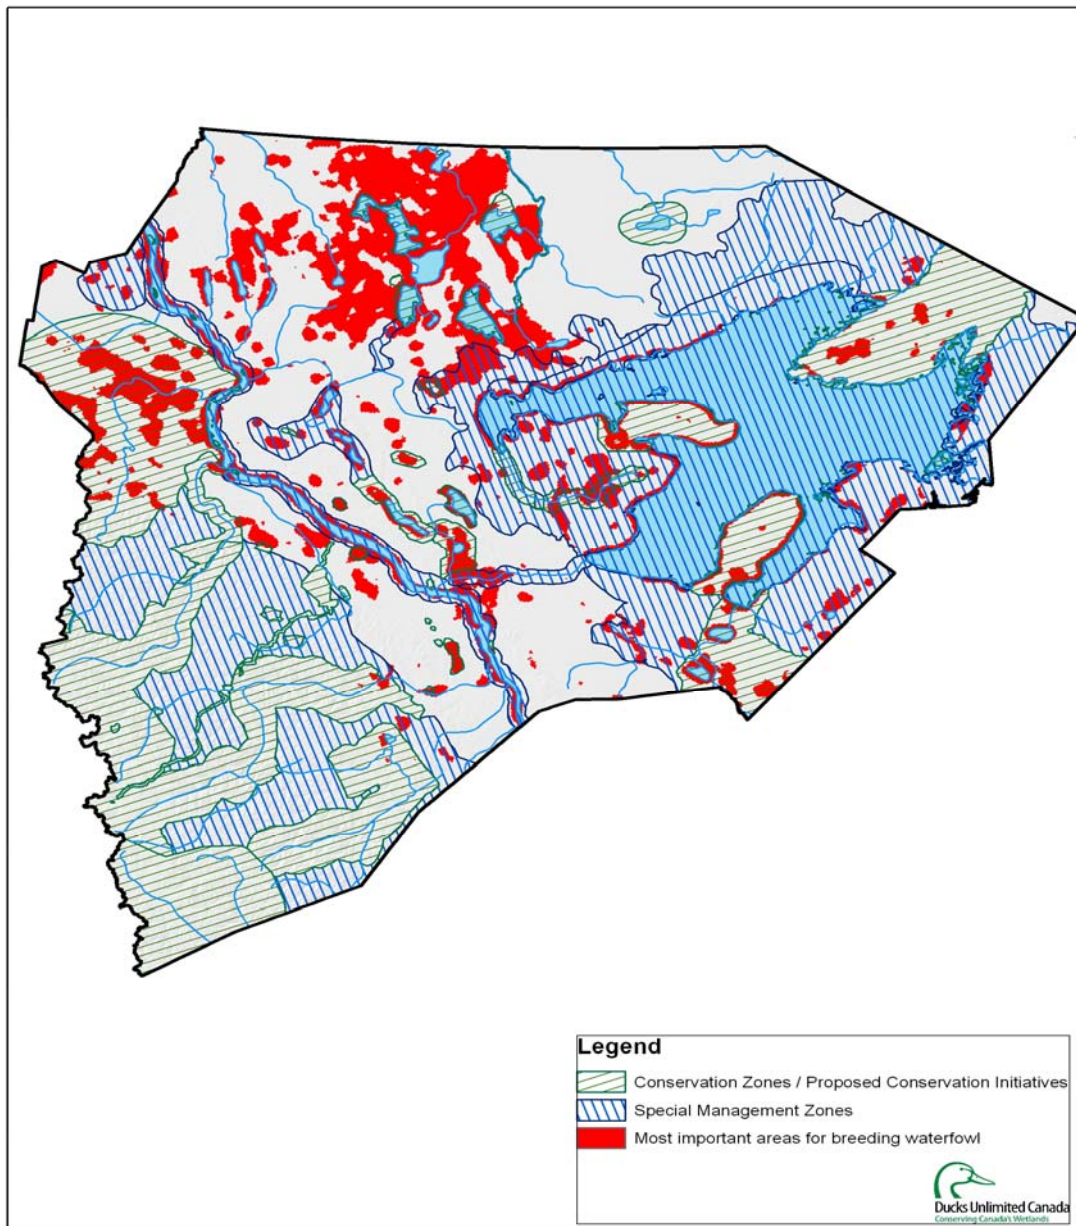 Legend
Conservation Zones / Proposed Conservation Initiatives
Special Management Zones
Most important areas for breeding waterfowl
Ducks Unlimited Canada
Conserving Canada's Wetlands